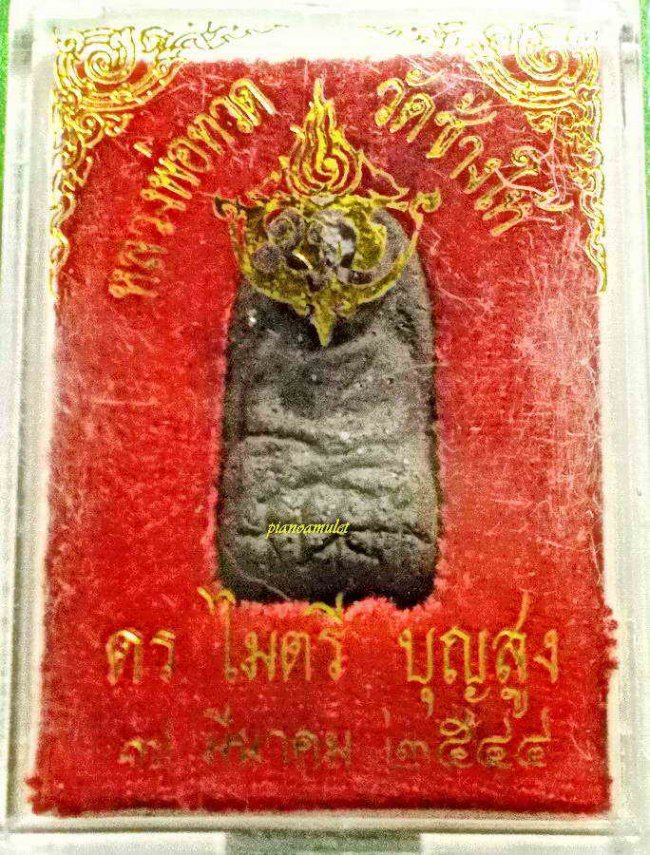 หลวงพ่อทวด วัดช้างให้
pianoamulet
ดร ไมตรี บุญสูง
มีนาคม ๒๕๔๔